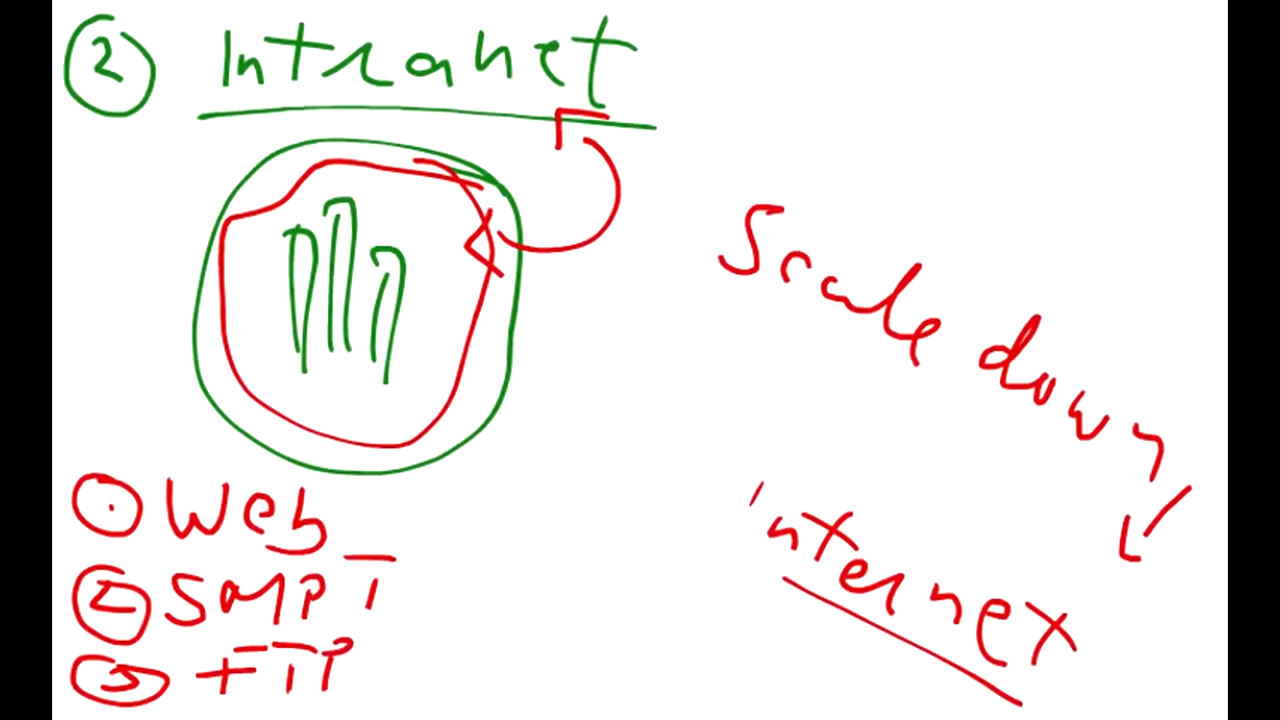 2 Intranet
Scale down
internet
1 Web
2 SMPT
3 FTP